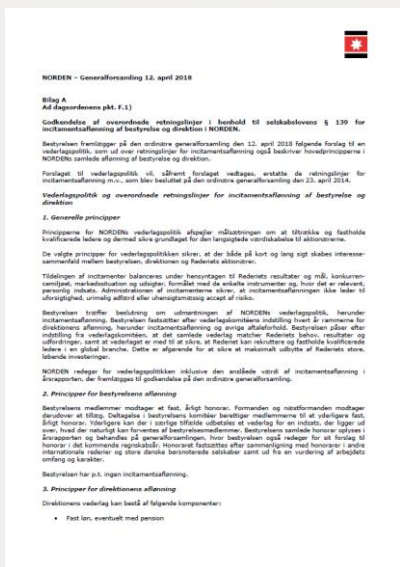 NORDEN – Generalforsamling 12. april 2018
Bilag A
Ad dagsordenens pkt. F.1)
Godkendelse af overordnede retningslinjer i henhold til selskabslovens § 139 for
incitamentsaflønning af bestyrelse og direktion i NORDEN.
Bestyrelsen fremlægger på den ordinære generalforsamling den 12. april 2018 følgende forslag til en
vederlagspolitik, som ud over retningslinjer for incitamentsaflønning også beskriver hovedprincipperne i
NORDENs samlede aflønning af bestyrelse og direktion.
Forslaget til vederlagspolitik vil, såfremt forslaget vedtages, erstatte de retningslinjer for
incitamentsaflønning m.v., som blev besluttet på den ordinære generalforsamling den 23. april 2014.
Vederlagspolitik og overordnede retningslinjer for incitamentsaflønning af bestyrelse og
direktion
1. Generelle principper
Principperne for NORDENs vederlagspolitik afspejler målsætningen om at tiltrække og fastholde
kvalificerede ledere og dermed sikre grundlaget for den langsigtede værdiskabelse til aktionærerne.
De valgte principper for vederlagspolitikken sikrer, at der både på kort og lang sigt skabes interesse-
sammenfald mellem bestyrelsen, direktionen og Rederiets aktionærer.
Tildelingen af incitamenter balanceres under hensyntagen til Rederiets resultater og mål, konkurren-
cemiljøet, markedssituation og udsigter, formålet med de enkelte instrumenter og, hvor det er relevant,
personlig indsats. Administrationen af incitamenterne sikrer, at incitamentsaflønningen ikke leder til
uforsigtighed, urimelig adfærd eller uhensigtsmæssig accept af risiko.
Bestyrelsen træffer beslutning om udmøntningen af NORDENs vederlagspolitik, herunder
incitamentsaflønning. Bestyrelsen fastsætter efter vederlagskomitéens indstilling hvert år rammerne for
direktionens aflønning, herunder incitamentsaflønning og øvrige aftaleforhold. Bestyrelsen påser efter
indstilling fra vederlagskomitéen, at det samlede vederlag matcher Rederiets resultater og
udfordringer, samt at vederlaget er med til at sikre, at Rederiet kan rekruttere og fastholde kvalificerede
ledere i en global branche. Dette er afgørende for at sikre et maksimalt udbytte af Rederiets store,
løbende investeringer.
NORDEN redegør for vederlagspolitikken inklusive den anslåede værdi af incitamentsaflønning i
årsrapporten, der fremlægges til godkendelse på den ordinære generalforsamling.
2. Principper for bestyrelsens aflønning
Bestyrelsens medlemmer modtager et fast, årligt honorar. Formanden og næstformanden modtager
derudover et tillæg. Deltagelse i bestyrelsens komitéer berettiger medlemmerne til et yderligere fast,
årligt honorar. Yderligere kan der i særlige tilfælde udbetales et vederlag for en indsats, der ligger ud
over, hvad der naturligt kan forventes af bestyrelsesmedlemmer. Bestyrelsens samlede honorar oplyses i
årsrapporten og behandles på generalforsamlingen, hvor bestyrelsen også redegør for sit forslag til
honorar i det kommende regnskabsår. Honoraret fastsættes efter sammenligning med honorarer i andre
internationale rederier og store danske børsnoterede selskaber samt ud fra en vurdering af arbejdets
omfang og karakter.
Bestyrelsen har p.t. ingen incitamentsaflønning.
3. Principper for direktionens aflønning
Direktionens vederlag kan bestå af følgende komponenter:
• Fast løn, eventuelt med pension